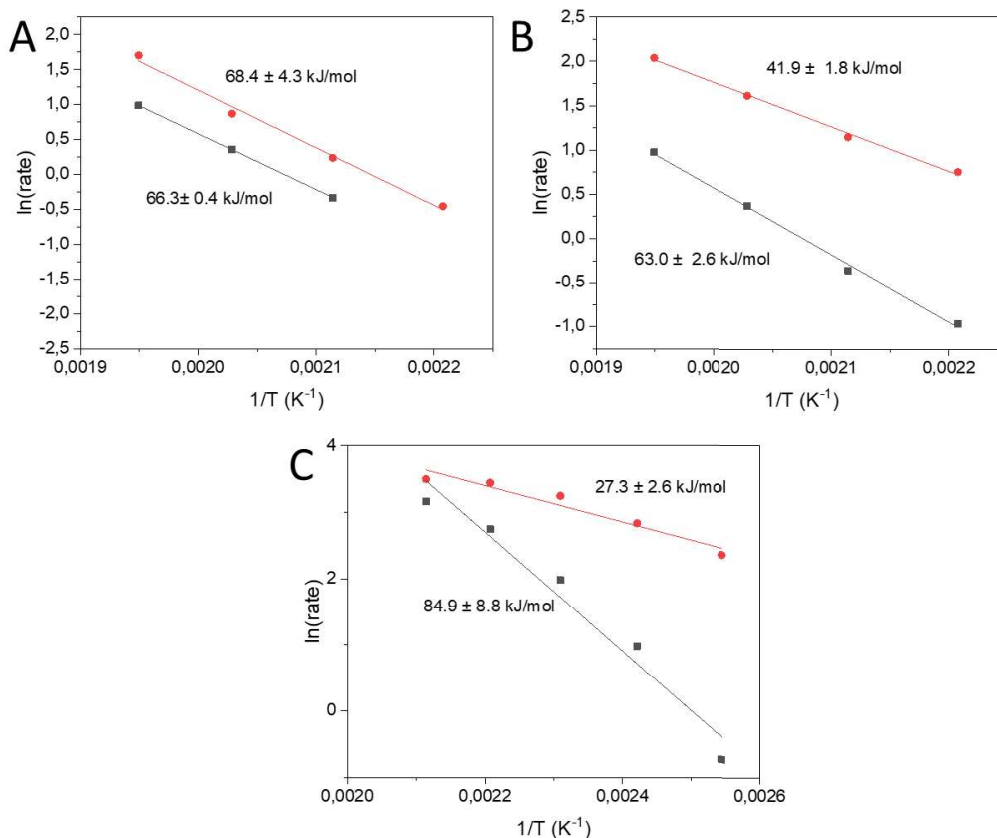 A
2,0
1,5
1,0
0,5
0,0
-0,5
-1,0
-1,5
-2,0
-2,5
ln(rate)
68.4 ± 4.3 kJ/mol
66.3± 0.4 kJ/mol
0,0019 0,0020 0,0021 0,0022
1/T (K⁻¹)
B
2,5
2,0
1,5
1,0
0,5
0,0
-0,5
-1,0
ln(rate)
41.9 ± 1.8 kJ/mol
63.0 ± 2.6 kJ/mol
0,0019 0,0020 0,0021 0,0022
1/T (K⁻¹)
C
4
2
0
ln(rate)
27.3 ± 2.6 kJ/mol
84.9 ± 8.8 kJ/mol
0,0020 0,0022 0,0024 0,0026
1/T (K⁻¹)